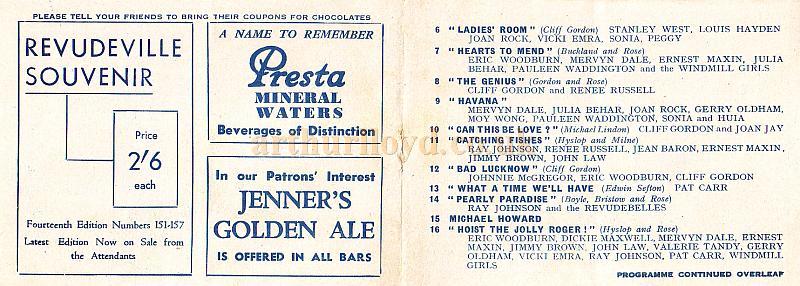 PLEASE TELL YOUR FRIENDS TO BRING THEIR COUPONS FOR CHOCOLATES
REVUDEVILLE
SOUVENIR
Price
2'6
each
Fourteenth Edition Numbers 151-157
Latest Edition Now on Sale from
the Attendants
A NAME TO REMEMBER
Presta
MINERAL
WATERS
Beverages of Distinction
In our Patrons' Interest
JENNER'S
GOLDEN ALE
IS OFFERED IN ALL BARS
6 "LADIES' ROOM" (Cliff Gordon) STANLEY WEST, LOUIS HAYDEN
JOAN ROCK, VICKI EMRA, SONIA, PEGGY
7 "HEARTS TO MEND" (Buckland and Rose)
ERIC WOODBURN, MERVYN DALE, ERNEST MAXIN, JULIA
BEHAR, PAULEEN WADDINGTON and the WINDMILL GIRLS
8 "THE GENIUS" (Gordon and Rose)
CLIFF GORDON and RENEE RUSSELL
9 "HAVANA"
MERVYN DALE, JULIA BEHAR, JOAN ROCK, GERRY OLDHAM,
MOY WONG, PAULEEN WADDINGTON, SONIA and HUIA
10 "CAN THIS BE LOVE?" (Michael Lindon) CLIFF GORDON and JOAN JAY
11 "CATCHING FISHES" (Hyslop and Milne)
RAY JOHNSON, RENEE RUSSELL, JEAN BARON, ERNEST MAXIN,
JIMMY BROWN, JOHN LAW
12 "BAD LUCKNOW" (Cliff Gordon)
JOHNNIE McGREGOR, ERIC WOODBURN, CLIFF GORDON
13 "WHAT A TIME WE'LL HAVE (Edwin Sefton) PAT CARR
14 "PEARLY PARADISE" (Boyle, Bristow and Rose)
RAY JOHNSON and the REVUDEBELLES
15 MICHAEL HOWARD
16 "HOIST THE JOLLY ROGER!" (Hyslop and Rose)
ERIC WOODBURN, DICKIE MAXWELL, MERVYN DALE, ERNEST
MAXIN, JIMMY BROWN, JOHN LAW, VALERIE TANDY, GERRY
OLDHAM, VICKI EMRA, RAY JOHNSON, PAT CARR, WINDMILL
GIRLS
PROGRAMME CONTINUED OVERLEAF